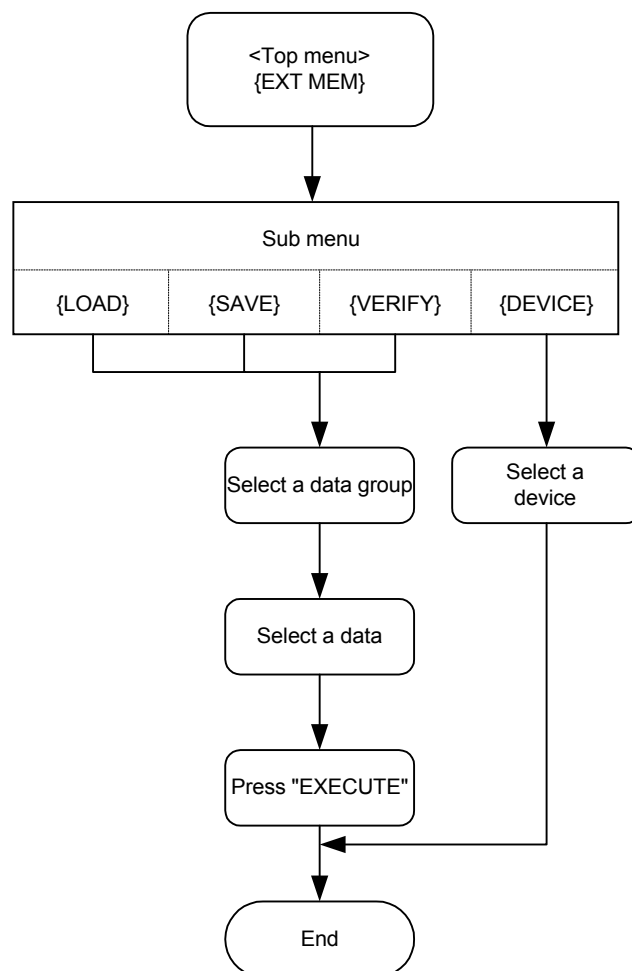 <Top menu>
{EXT MEM}
Sub menu
{LOAD}
{SAVE}
{VERIFY}
{DEVICE}
Select a data group
Select a
device
Select a data
Press "EXECUTE"
End